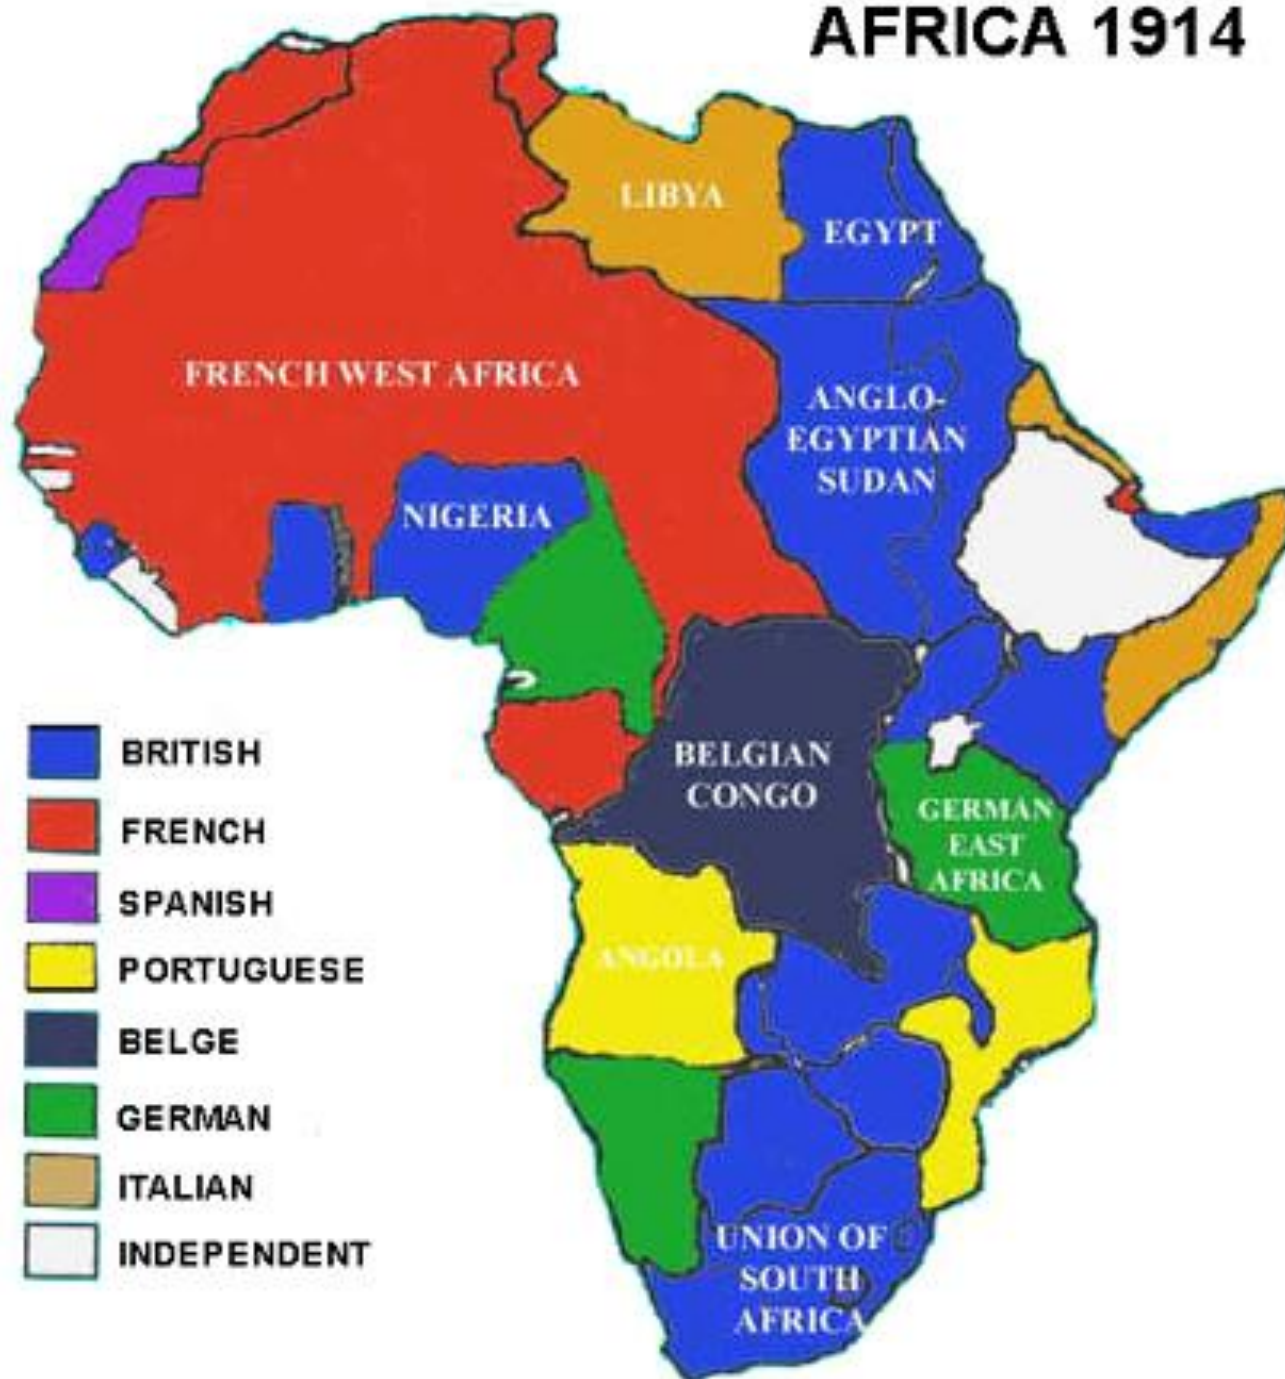 AFRICA 1914
LIBYA
EGYPT
FRENCH WEST AFRICA
ANGLO-
EGYPTIAN
SUDAN
NIGERIA
BELGIAN
CONGO
GERMAN
EAST
AFRICA
ANGOLA
UNION OF
SOUTH
AFRICA
BRITISH
FRENCH
SPANISH
PORTUGUESE
BELGE
GERMAN
ITALIAN
INDEPENDENT